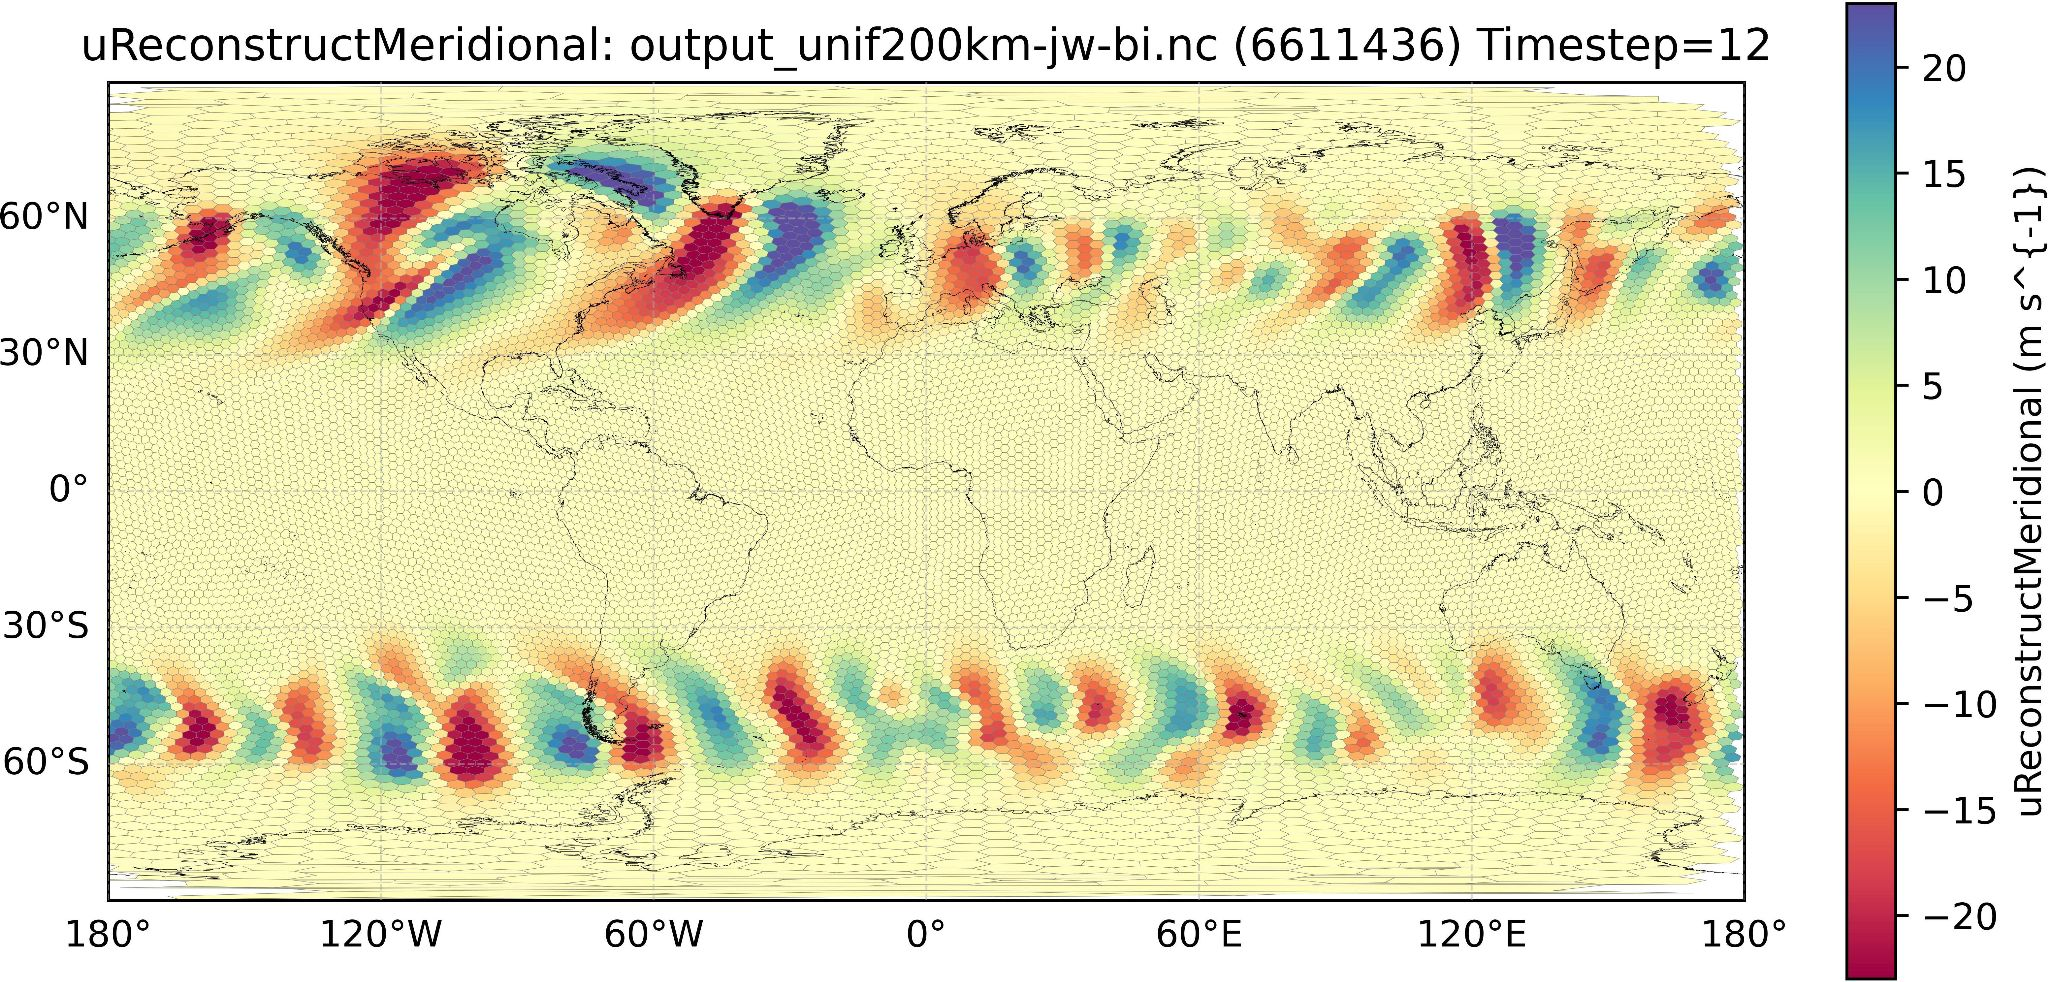 uReconstructMeridional: output_unif200km-jw-bi.nc (6611436) Timestep=12
60°N
30°N
0°
30°S
60°S
180°
120°W
60°W
0°
60°E
120°E
180°
20
15
10
5
0
−5
−10
−15
−20
uReconstructMeridional (m s^{-1})